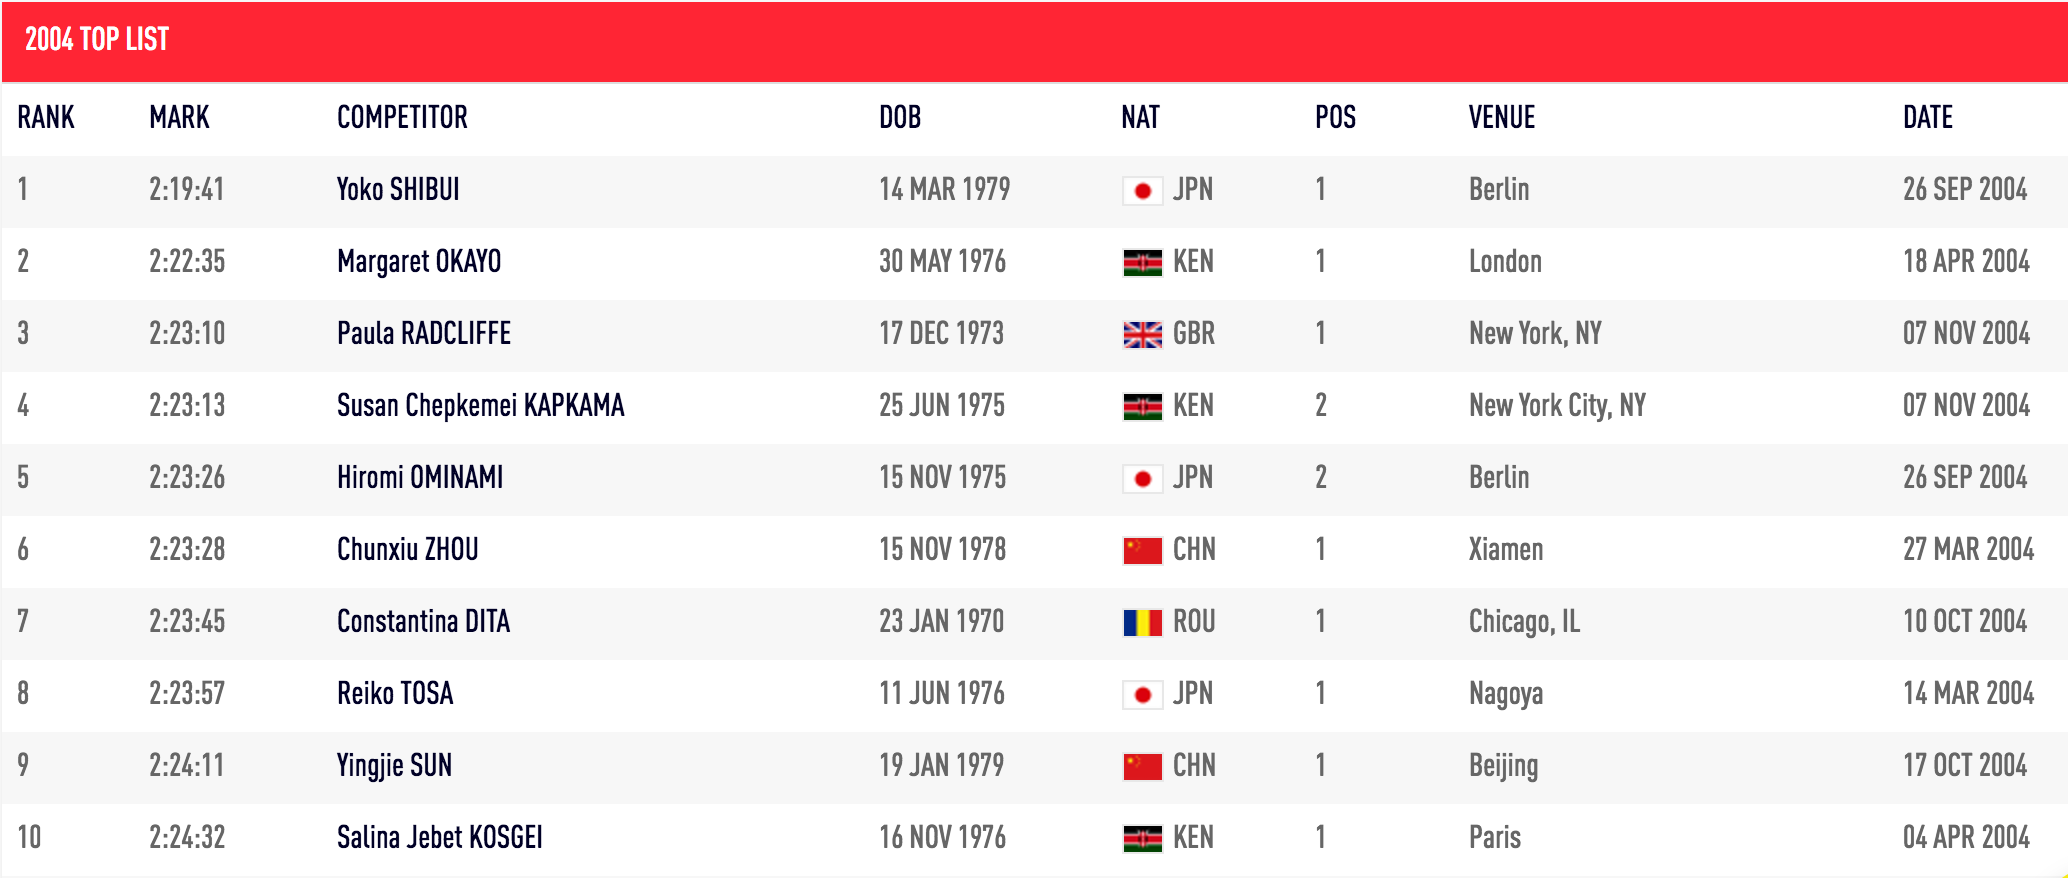 2004 TOP LIST
RANK MARK COMPETITOR DOB NAT POS VENUE DATE
1 2:19:41 Yoko SHIBUI 14 MAR 1979 JPN 1 Berlin 26 SEP 2004
2 2:22:35 Margaret OKAYO 30 MAY 1976 KEN 1 London 18 APR 2004
3 2:23:10 Paula RADCLIFFE 17 DEC 1973 GBR 1 New York, NY 07 NOV 2004
4 2:23:13 Susan Chepkemei KAPKAMA 25 JUN 1975 KEN 2 New York City, NY 07 NOV 2004
5 2:23:26 Hiromi OMINAMI 15 NOV 1975 JPN 2 Berlin 26 SEP 2004
6 2:23:28 Chunxiu ZHOU 15 NOV 1978 CHN 1 Xiamen 27 MAR 2004
7 2:23:45 Constantina DITA 23 JAN 1970 ROU 1 Chicago, IL 10 OCT 2004
8 2:23:57 Reiko TOSA 11 JUN 1976 JPN 1 Nagoya 14 MAR 2004
9 2:24:11 Yingjie SUN 19 JAN 1979 CHN 1 Beijing 17 OCT 2004
10 2:24:32 Salina Jebet KOSGEI 16 NOV 1976 KEN 1 Paris 04 APR 2004